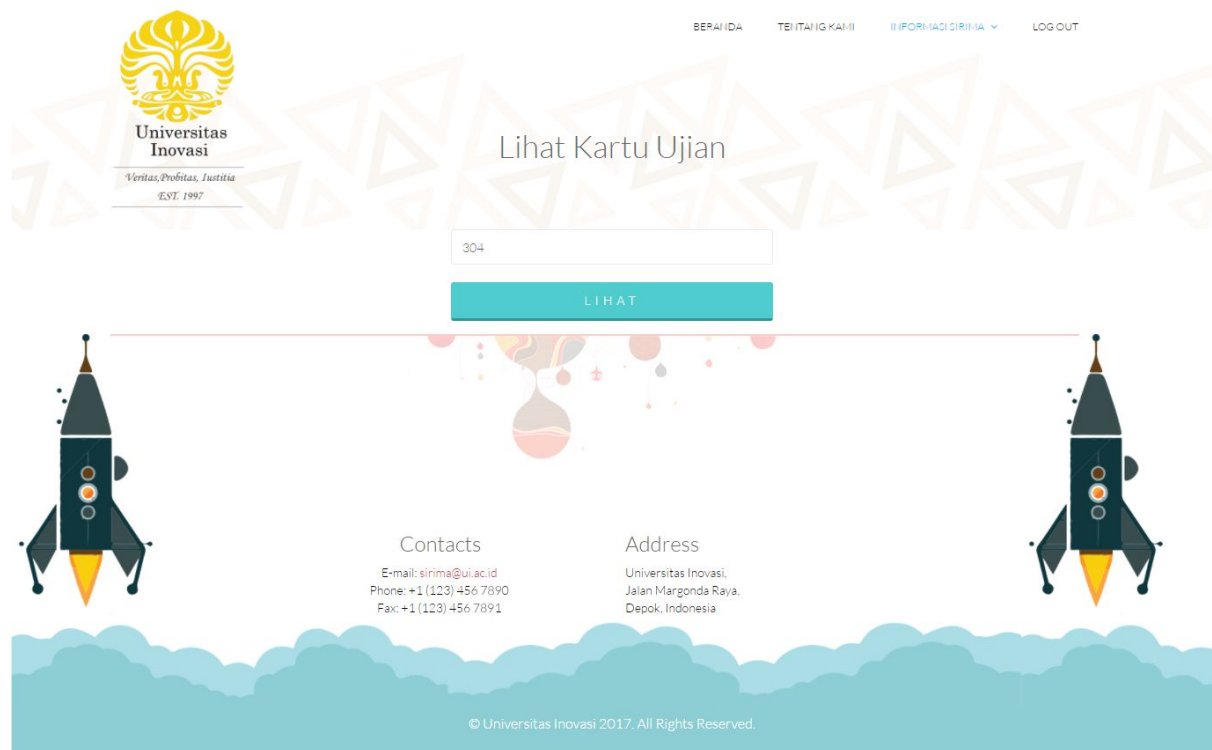 BERANDA TENTANG KAMI INFORMASI SIRIMA LOG OUT
Universitas
Inovasi
Veritas,Probitas, Iustitia
EST. 1997
Lihat Kartu Ujian
304
LIHAT
Contacts
E-mail: sirima@ui.ac.id
Phone: +1 (123) 456 7890
Fax: +1 (123) 456 7891
Address
Universitas Inovasi,
Jalan Margonda Raya,
Depok, Indonesia
© Universitas Inovasi 2017. All Rights Reserved.